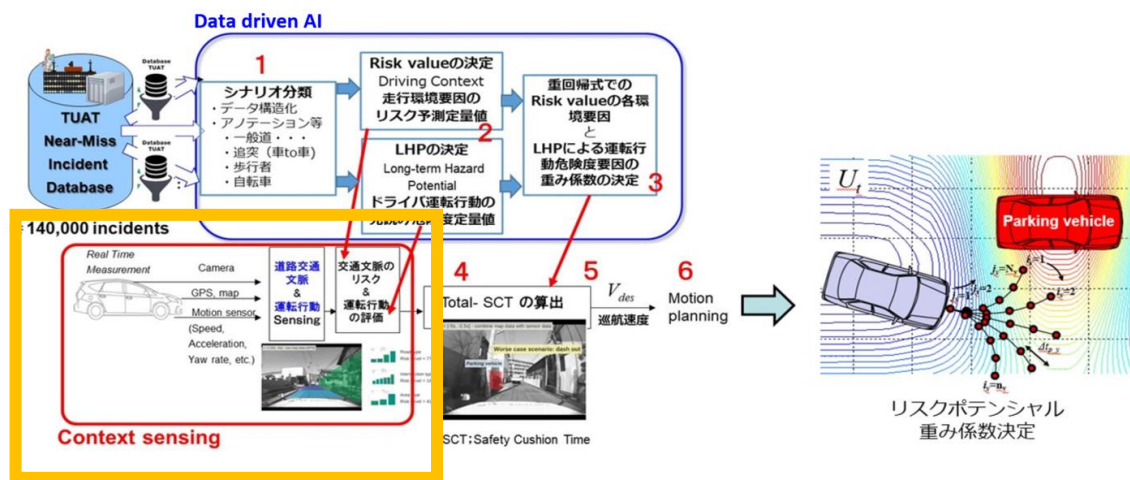 Data driven AI
Database
TUAT
TUAT
Near-Miss
Incident
Database
Database
TUAT
1
シナリオ分類
・データ構造化
・アノテーション等
・一般道・・・
・追突（車to車）
・歩行者
・自転車
Risk valueの決定
Driving Context
走行環境要因の
リスク予測定量値
2
LHPの決定
Long-term Hazard
Potential
ドライバ運転行動の
重回帰式での
Risk valueの各環
境要因
と
LHPによる運転行
動危険度要因の
重み係数の決定
3
140,000 incidents
Real Time
Measurement
Camera
GPS, map
Motion sensor
(Speed,
Acceleration,
Yaw rate, etc.)
道路交通
文脈
&
運転行動
Sensing
交通文脈の
リスク
&
運転行動
の評価
Context sensing
4
Total- SCT の算出
Worse case scenario: dash out
Parking vehicle
SCT；Safety Cushion Time
5
Vdes
巡航速度
6
Motion
planning
Ut
Parking vehicle
リスクポテンシャル
重み係数決定